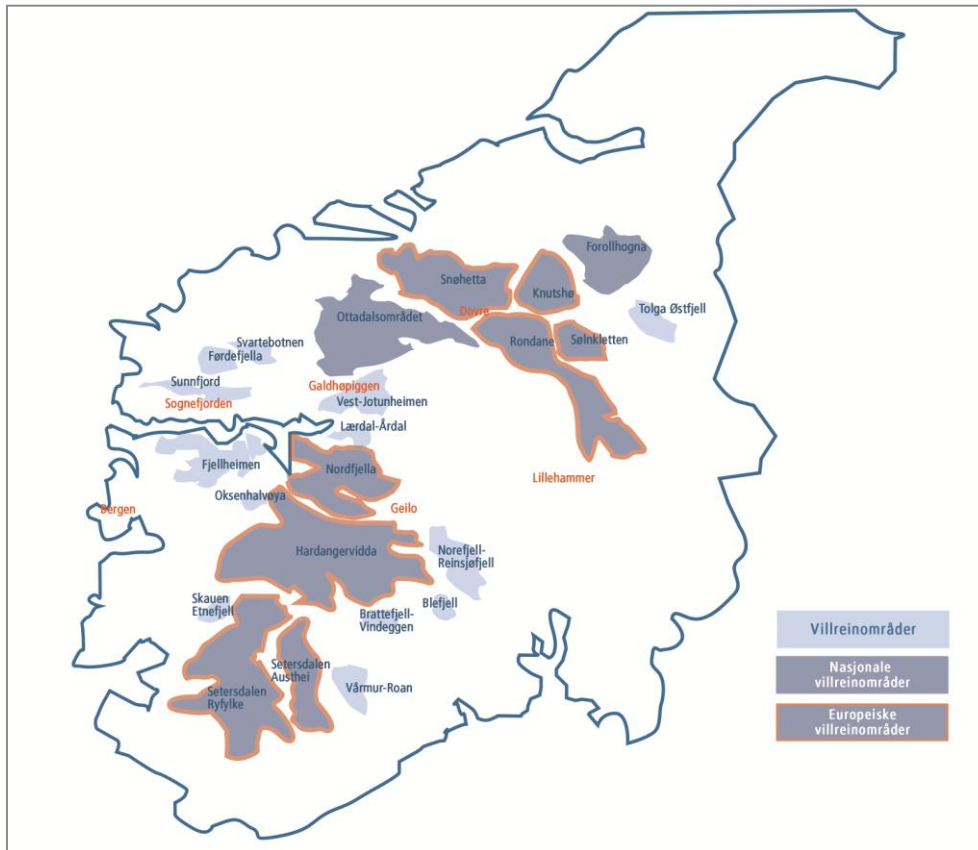 Forollhogna
Snøhetta
Knutshø
Tolga Østfjell
Dovre
Ottadalsområdet
Rondane
Sølnkletten
Svartebotnen
Førdefjella
Sunnfjord
Galdhøpiggen
Sognefjorden
Vest-Jotunheimen
Lærdal-Årdal
Fjellheimen
Nordfjella
Lillehammer
Oksenhalvøya
Bergen
Geilo
Hardangervidda
Norefjell-
Reinsjøfjell
Skauen
Etnefjell
Blefjell
Brattefjell-
Vindeggen
Setersdalen
Austhei
Vårmur-Roan
Setersdalen
Ryfylke
Villreinområder
Nasjonale
villreinområder
Europeiske
villreinområder